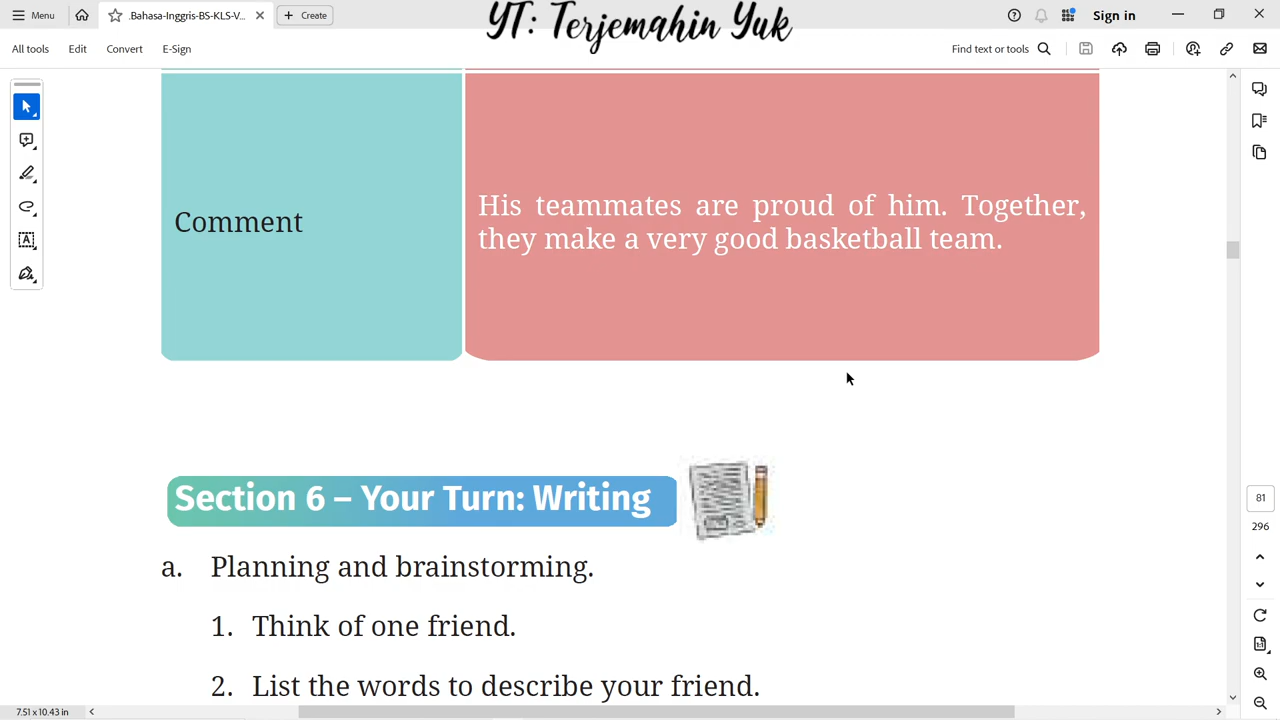 Menu
.Bahasa-Inggris-BS-KLS-V...
Create
YT: Terjemahin Yuk
Sign in
All tools
Edit
Convert
E-Sign
Find text or tools
Comment
His teammates are proud of him. Together,
they make a very good basketball team.
Section 6 – Your Turn: Writing
a. Planning and brainstorming.
1. Think of one friend.
2. List the words to describe your friend.
81
296
7.51 x 10.43 in